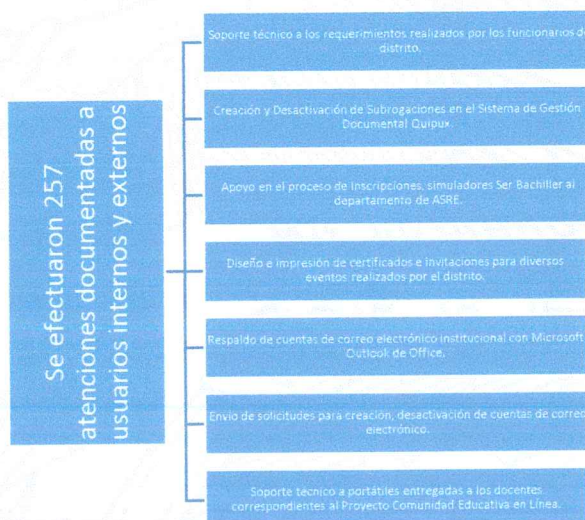 Se efectuaron 257
atenciones documentadas a
usuarios internos y externos
Soporte técnico a los requerimientos realizados por los funcionarios de
distrito.
Creación y Desactivación de Subrogaciones en el Sistema de Gestión
Documental Quipux.
Apoyo en el proceso de inscripciones, simuladores Ser Bachiller al
departamento de ASRE.
Diseño e impresión de certificados e invitaciones para diversos
eventos realizados por el distrito.
Respaldo de cuentas de correo electrónico institucional con Microsoft
Outlook de Office.
Envío de solicitudes para creación, desactivación de cuentas de correo
electrónico.
Soporte técnico a portátiles entregadas a los docentes
correspondientes al Proyecto Comunidad Educativa en Línea.